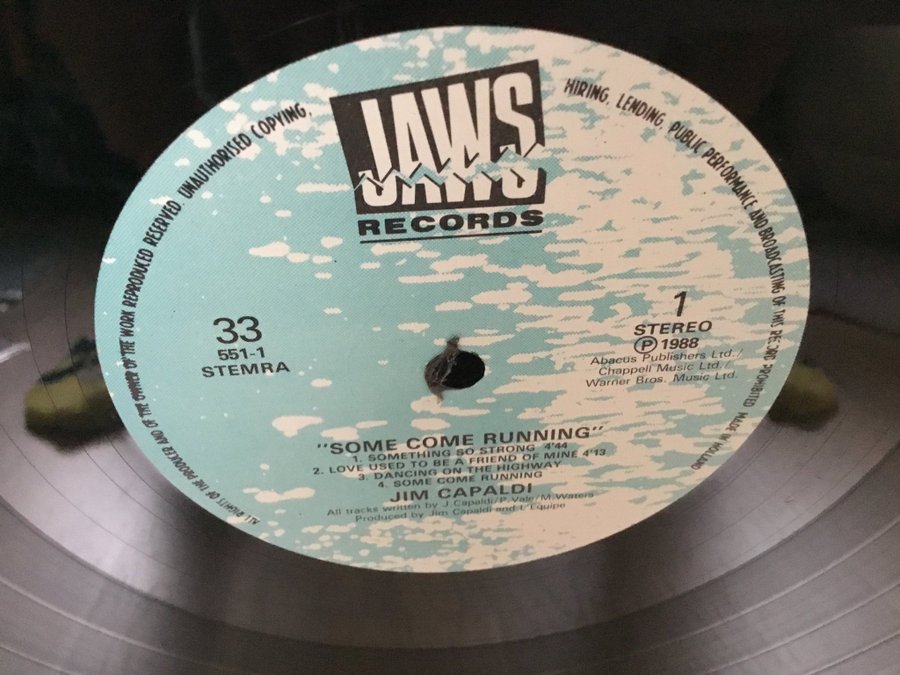 JAWS
RECORDS
ALL RIGHTS OF THE PRODUCER AND OF THE OWNER OF THE WORK REPRODUCED RESERVED UNAUTHORISED COPYING,
HIRING, LENDING, PUBLIC PERFORMANCE AND BROADCASTING OF THIS RECORD PROHIBITED MADE IN HOLLAND
33
551-1
STEMRA
1
STEREO
Ⓟ 1988
Abacus Publishers Ltd./
Chappell Music Ltd./
Warner Bros. Music Ltd.
"SOME COME RUNNING"
1. SOMETHING SO STRONG 4'44
2. LOVE USED TO BE A FRIEND OF MINE 4'13
3. DANCING ON THE HIGHWAY
4. SOME COME RUNNING
JIM CAPALDI
All tracks written by J. Capaldi/P. Vale/M. Waters
Produced by Jim Capaldi and L'Equipe